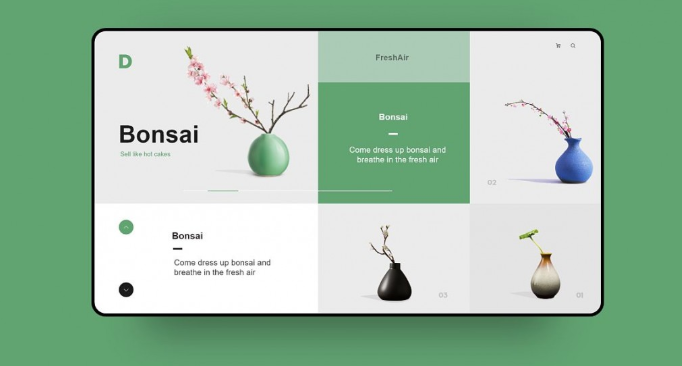 D
Bonsai
Sell like hot cakes
FreshAir
Bonsai
Come dress up bonsai and
breathe in the fresh air
02
Bonsai
Come dress up bonsai and
breathe in the fresh air
03
01